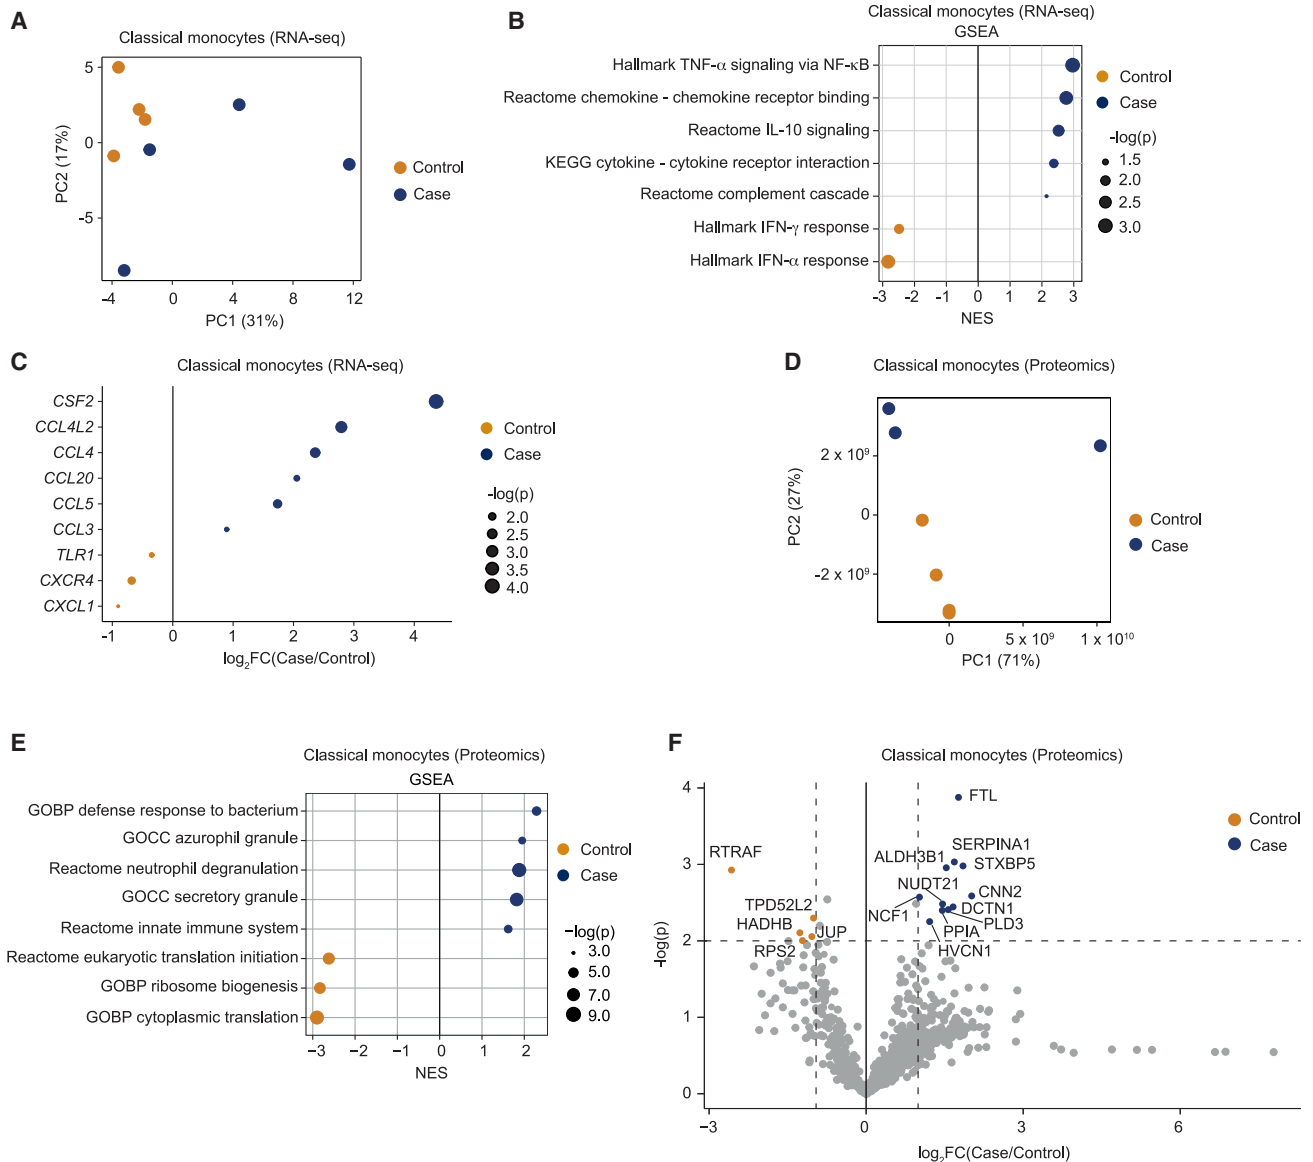 A
Classical monocytes (RNA-seq)
PC2 (17%)
5
0
-5
-4
0
4
8
12
PC1 (31%)
Control
Case
B
Classical monocytes (RNA-seq)
GSEA
Hallmark TNF-α signaling via NF-κB
Reactome chemokine - chemokine receptor binding
Reactome IL-10 signaling
KEGG cytokine - cytokine receptor interaction
Reactome complement cascade
Hallmark IFN-γ response
Hallmark IFN-α response
-3
-2
-1
0
1
2
3
NES
Control
Case
-log(p)
1.5
2.0
2.5
3.0
C
Classical monocytes (RNA-seq)
CSF2
CCL4L2
CCL4
CCL20
CCL5
CCL3
TLR1
CXCR4
CXCL1
-1
0
1
2
3
4
log₂FC(Case/Control)
Control
Case
-log(p)
2.0
2.5
3.0
3.5
4.0
D
Classical monocytes (Proteomics)
PC2 (27%)
2 x 10⁹
0
-2 x 10⁹
0
5 x 10⁹
1 x 10¹⁰
PC1 (71%)
Control
Case
E
Classical monocytes (Proteomics)
GSEA
GOBP defense response to bacterium
GOCC azurophil granule
Reactome neutrophil degranulation
GOCC secretory granule
Reactome innate immune system
Reactome eukaryotic translation initiation
GOBP ribosome biogenesis
GOBP cytoplasmic translation
−3
−2
−1
0
1
2
NES
Control
Case
−log(p)
3.0
5.0
7.0
9.0
F
Classical monocytes (Proteomics)
-log(p)
4
3
2
1
0
−3
0
3
6
log₂FC(Case/Control)
Control
Case
FTL
RTRAF
SERPINA1
ALDH3B1
STXBP5
NUDT21
CNN2
TPD52L2
DCTN1
NCF1
PLD3
HADHB
JUP
PPIA
RPS2
HVCN1